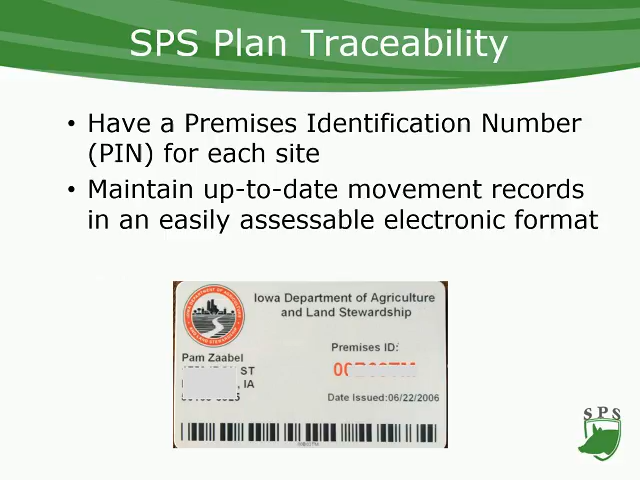 SPS Plan Traceability
• Have a Premises Identification Number
(PIN) for each site
• Maintain up-to-date movement records
in an easily assessable electronic format
Iowa Department of Agriculture
and Land Stewardship
Premises ID:
Pam Zaabel
ST
, IA
Date Issued:06/22/2006
SPS